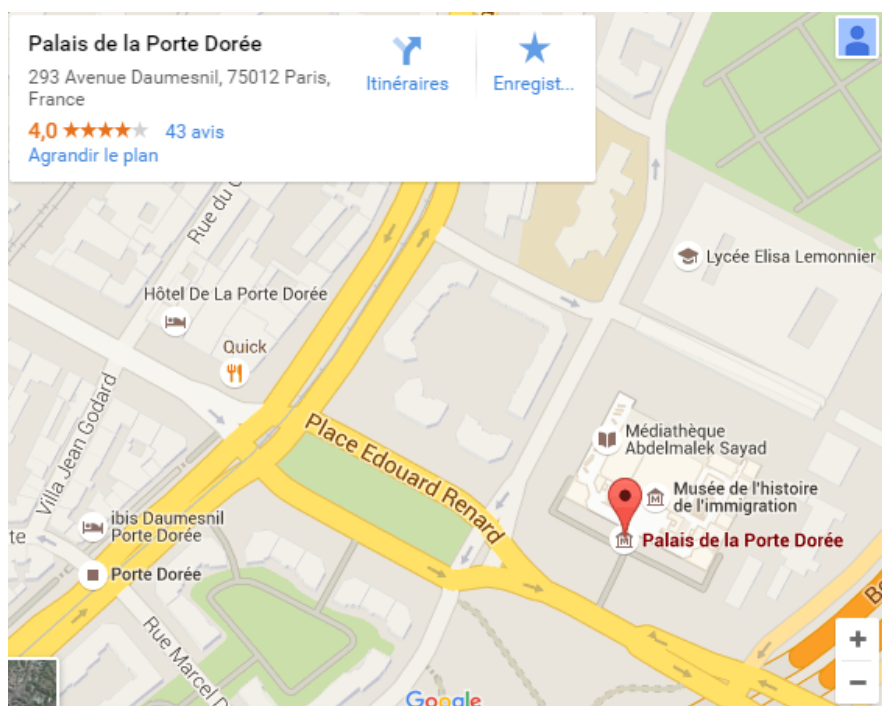 Palais de la Porte Dorée
293 Avenue Daumesnil, 75012 Paris,
France
4,0 43 avis
Agrandir le plan
Itinéraires
Enregist...
Rue du
Lycée Elisa Lemonnier
Hôtel De La Porte Dorée
Quick
Villa Jean Godard
Place Edouard Renard
Médiathèque
Abdelmalek Sayad
Musée de l'histoire
de l'immigration
Palais de la Porte Dorée
ibis Daumesnil
Porte Dorée
te
Porte Dorée
Rue Marcel
Google
+
−